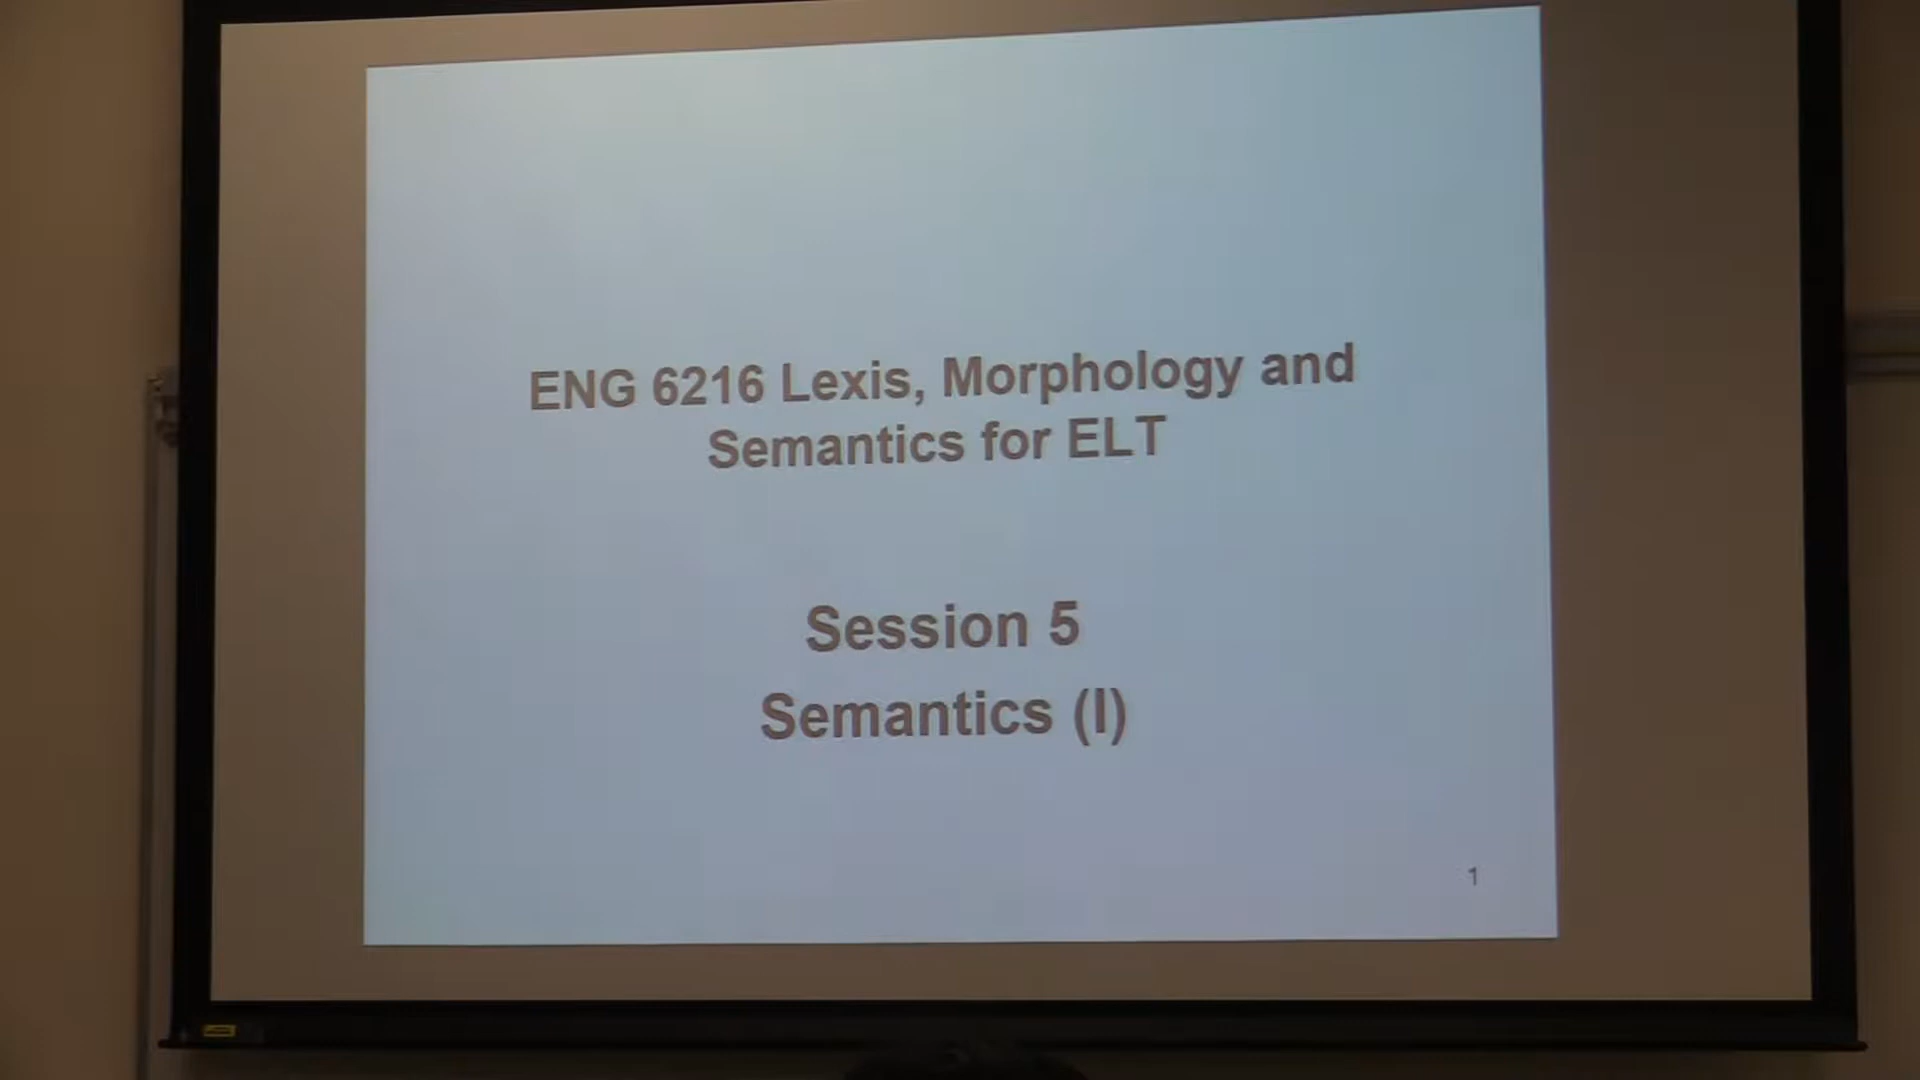 ENG 6216 Lexis, Morphology and
Semantics for ELT
Session 5
Semantics (I)
1